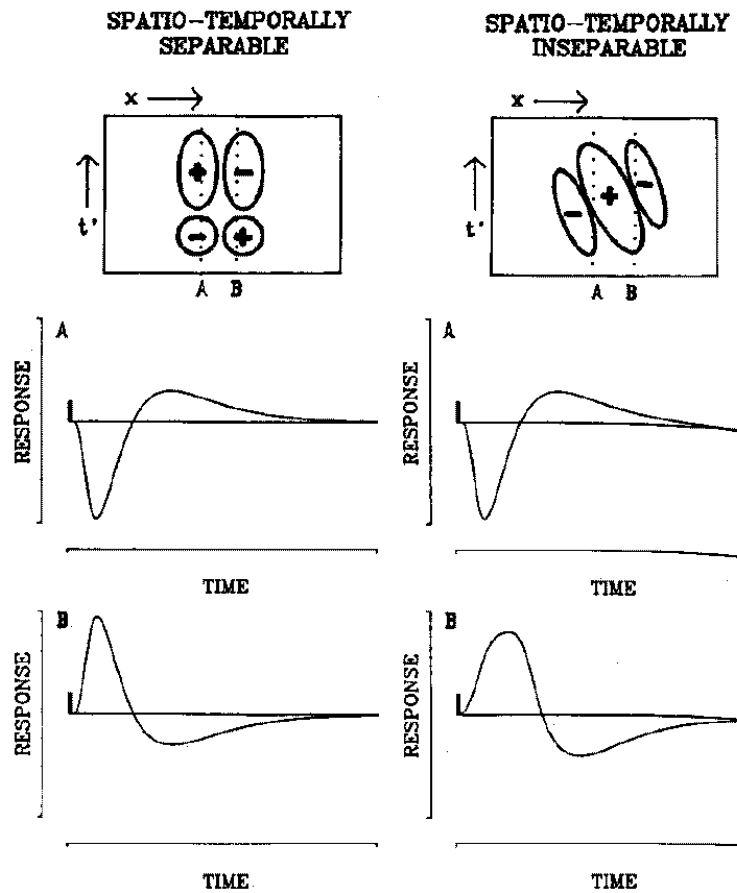 SPATIO-TEMPORALLY
SEPARABLE
x
t'
+ -
- +
A B
A
RESPONSE
TIME
B
RESPONSE
TIME
SPATIO-TEMPORALLY
INSEPARABLE
x
t'
- + -
A B
A
RESPONSE
TIME
B
RESPONSE
TIME